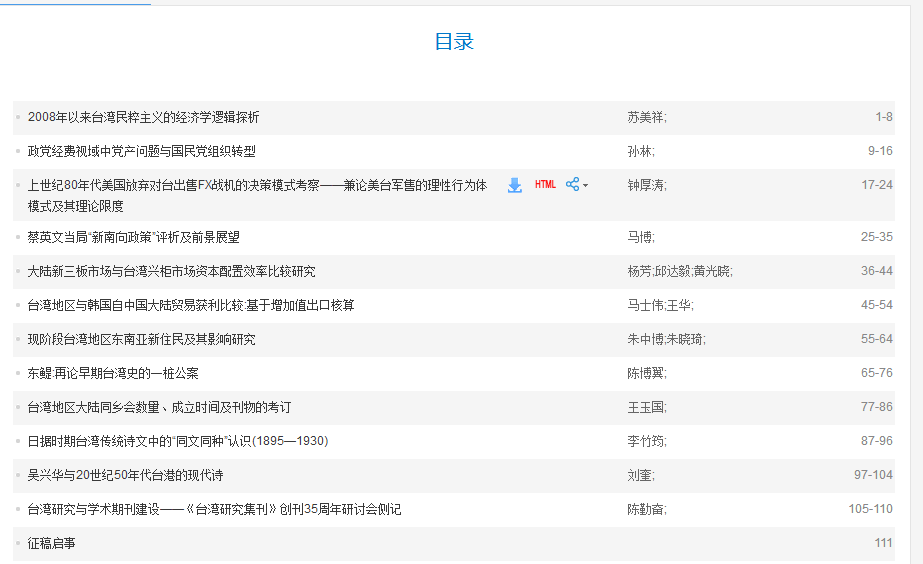 目录
2008年以来台湾民粹主义的经济学逻辑探析 苏美祥; 1-8
政党经费视域中党产问题与国民党组织转型 孙林; 9-16
上世纪80年代美国放弃对台出售FX战机的决策模式考察——兼论美台军售的理性行为体 HTML 钟厚涛; 17-24
模式及其理论限度
蔡英文当局“新南向政策”评析及前景展望 马博; 25-35
大陆新三板市场与台湾兴柜市场资本配置效率比较研究 杨芳;邱达毅;黄光晓; 36-44
台湾地区与韩国自中国大陆贸易获利比较:基于增加值出口核算 马士伟;王华; 45-54
现阶段台湾地区东南亚新住民及其影响研究 朱中博;朱晓琦; 55-64
东鳀:再论早期台湾史的一桩公案 陈博翼; 65-76
台湾地区大陆同乡会数量、成立时间及刊物的考订 王玉国; 77-86
日据时期台湾传统诗文中的“同文同种”认识(1895—1930) 李竹筠; 87-96
吴兴华与20世纪50年代台港的现代诗 刘奎; 97-104
台湾研究与学术期刊建设——《台湾研究集刊》创刊35周年研讨会侧记 陈勤奋; 105-110
征稿启事 111